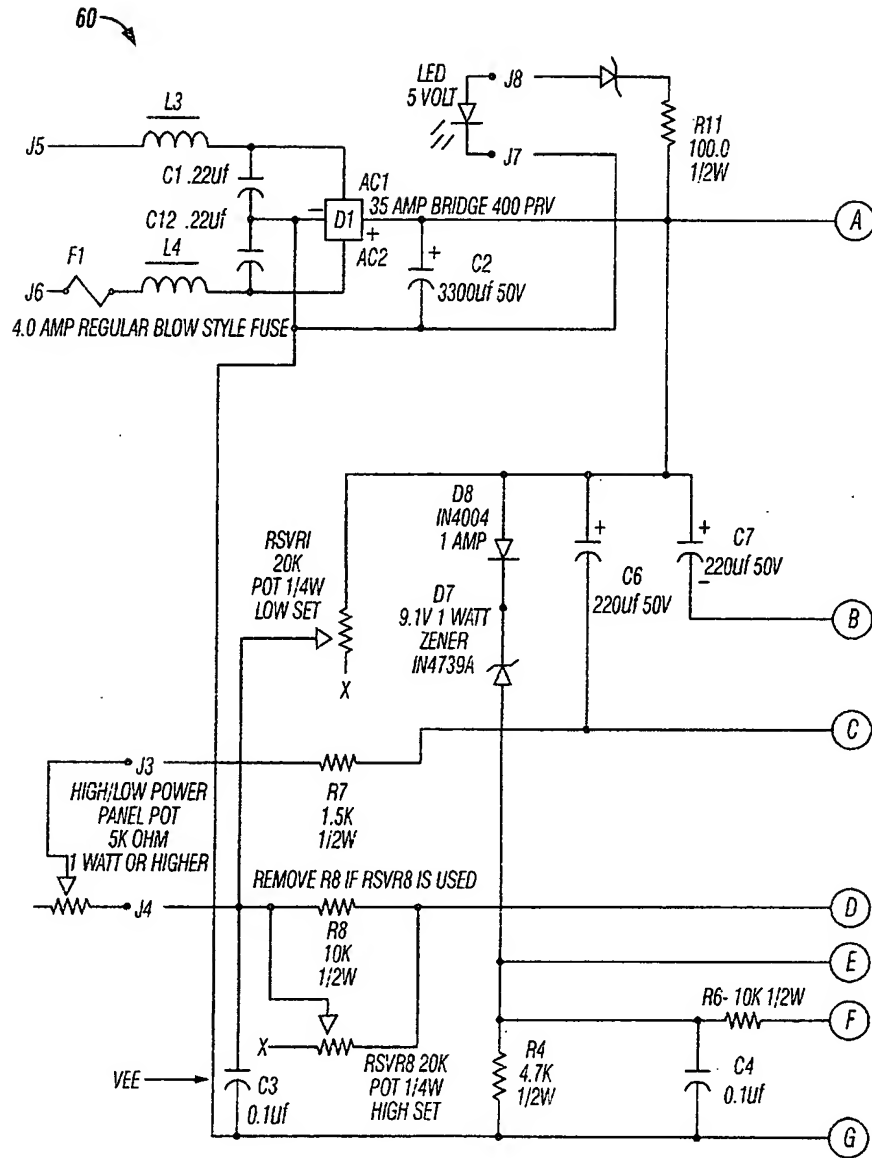 60
LED
5 VOLT
J8
L3
J5
C1 .22uf
J7
R11
100.0
1/2W
AC1
35 AMP BRIDGE 400 PRV
C12 .22uf
−
D1
+
A
F1
L4
AC2
+
C2
3300Uf 50V
J6
4.0 AMP REGULAR BLOW STYLE FUSE
D8
IN4004
1 AMP
+
C6
220Uf 50V
+
C7
220Uf 50V
−
RSVRI
20K
POT 1/4W
LOW SET
D7
9.1V 1 WATT
ZENER
IN4739A
B
X
C
J3
HIGH/LOW POWER
PANEL POT
5K OHM
1 WATT OR HIGHER
R7
1.5K
1/2W
REMOVE R8 IF RSVR8 IS USED
J4
D
R8
10K
1/2W
E
R6- 10K 1/2W
F
X
RSVR8 20K
POT 1/4W
HIGH SET
R4
4.7K
1/2W
C4
0.1uf
VEE
C3
0.1uf
G